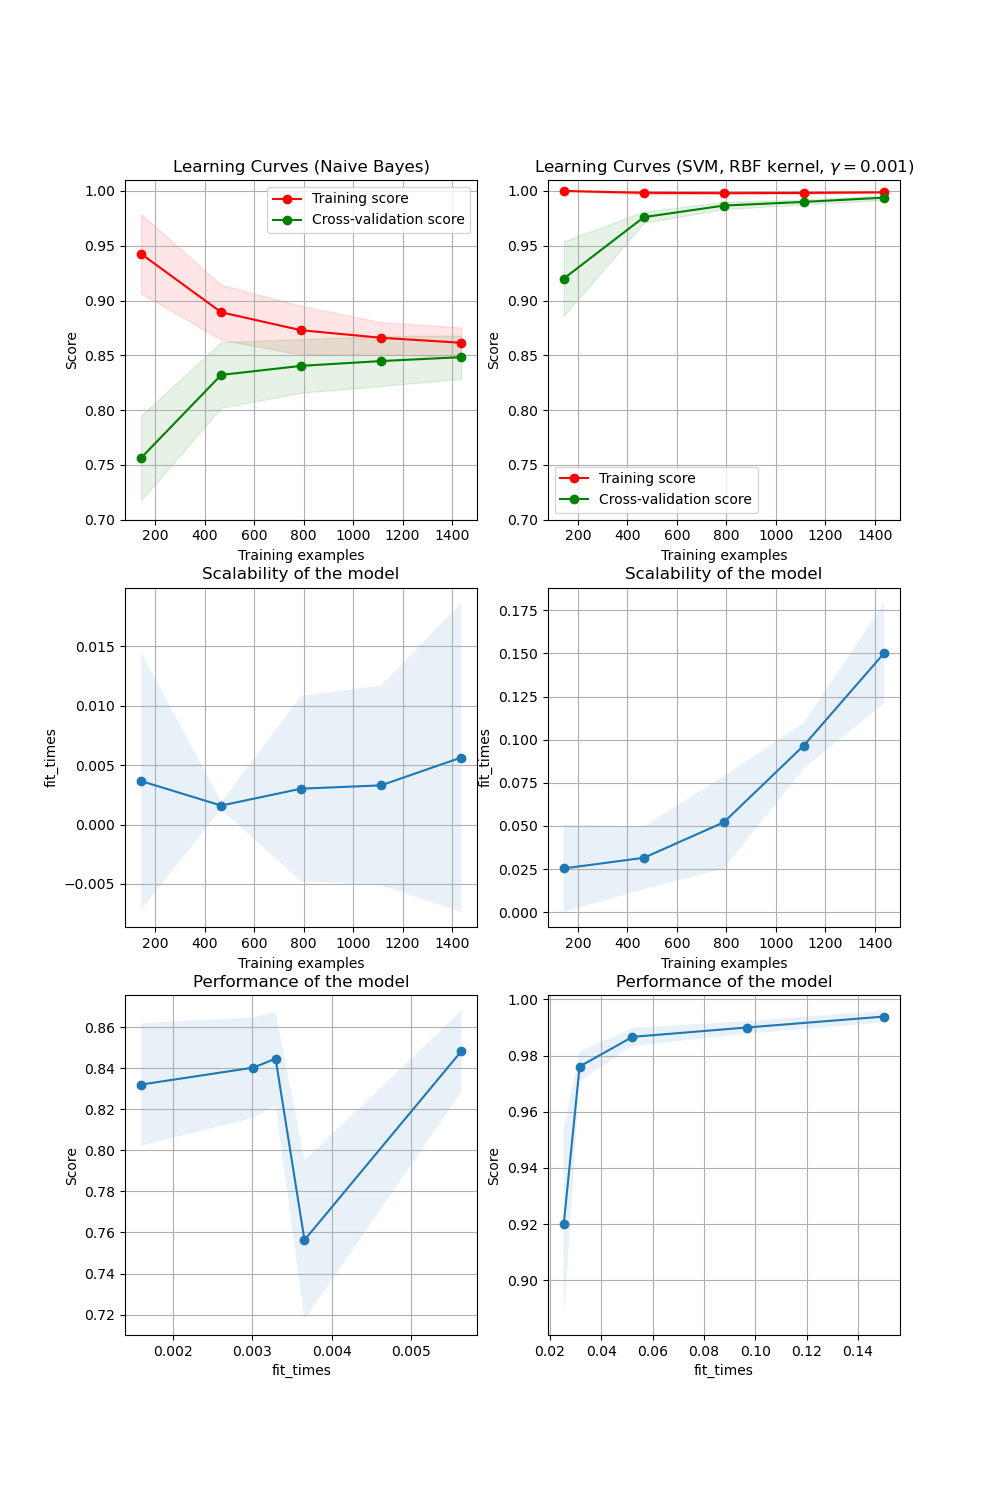 Learning Curves (Naive Bayes)
1.00
0.95
0.90
0.85
0.80
0.75
0.70
Score
Training score
Cross-validation score
200 400 600 800 1000 1200 1400
Training examples
Learning Curves (SVM, RBF kernel, γ = 0.001)
1.00
0.95
0.90
0.85
0.80
0.75
0.70
Score
Training score
Cross-validation score
200 400 600 800 1000 1200 1400
Training examples
Scalability of the model
0.015
0.010
0.005
0.000
−0.005
fit_times
200 400 600 800 1000 1200 1400
Training examples
Scalability of the model
0.175
0.150
0.125
0.100
0.075
0.050
0.025
0.000
fit_times
200 400 600 800 1000 1200 1400
Training examples
Performance of the model
0.86
0.84
0.82
0.80
0.78
0.76
0.74
0.72
Score
0.002 0.003 0.004 0.005
fit_times
Performance of the model
1.00
0.98
0.96
0.94
0.92
0.90
Score
0.02 0.04 0.06 0.08 0.10 0.12 0.14
fit_times